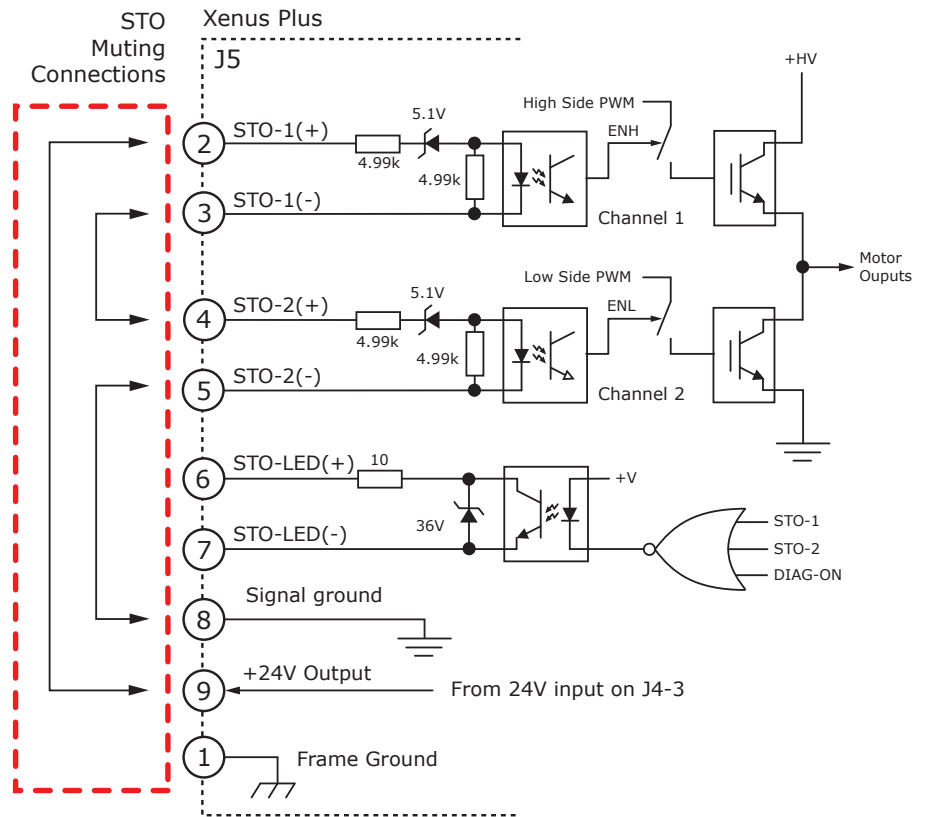 STO
Muting
Connections
Xenus Plus
J5
+HV
High Side PWM
5.1V
ENH
2
STO-1(+)
4.99k
4.99k
3
STO-1(-)
Channel 1
Motor
Ouputs
Low Side PWM
5.1V
ENL
4
STO-2(+)
4.99k
4.99k
5
STO-2(-)
Channel 2
6
STO-LED(+)
10
+V
36V
7
STO-LED(-)
STO-1
STO-2
DIAG-ON
8
Signal ground
9
+24V Output
From 24V input on J4-3
1
Frame Ground